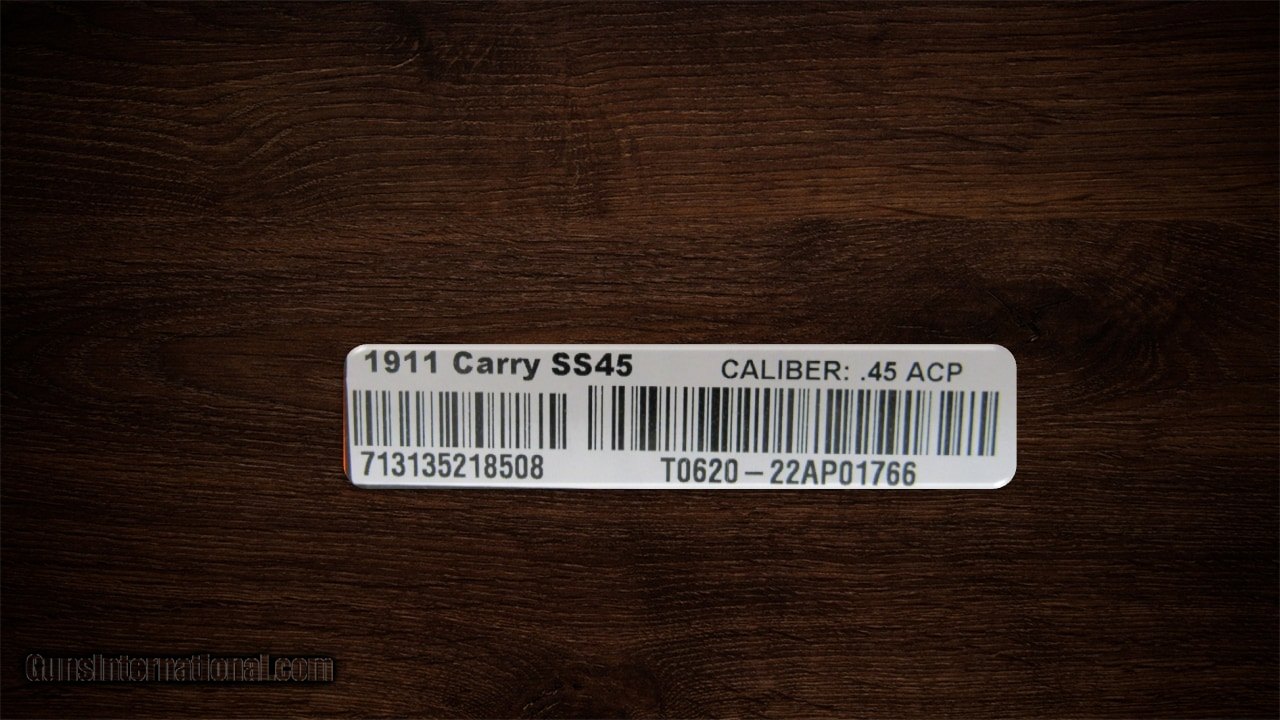 1911 Carry SS45 CALIBER: .45 ACP
713135218508 T0620-22AP01766
GunsInternational.com